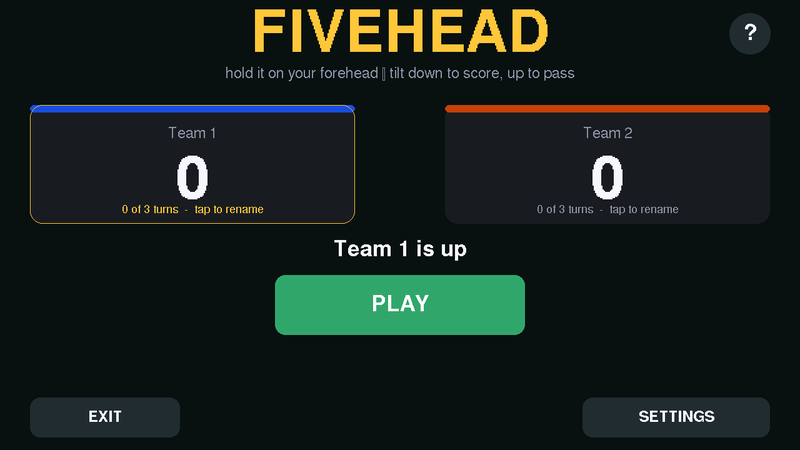 FIVEHEAD
?
hold it on your forehead ▯ tilt down to score, up to pass
Team 1
0
0 of 3 turns - tap to rename
Team 2
0
0 of 3 turns - tap to rename
Team 1 is up
PLAY
EXIT
SETTINGS